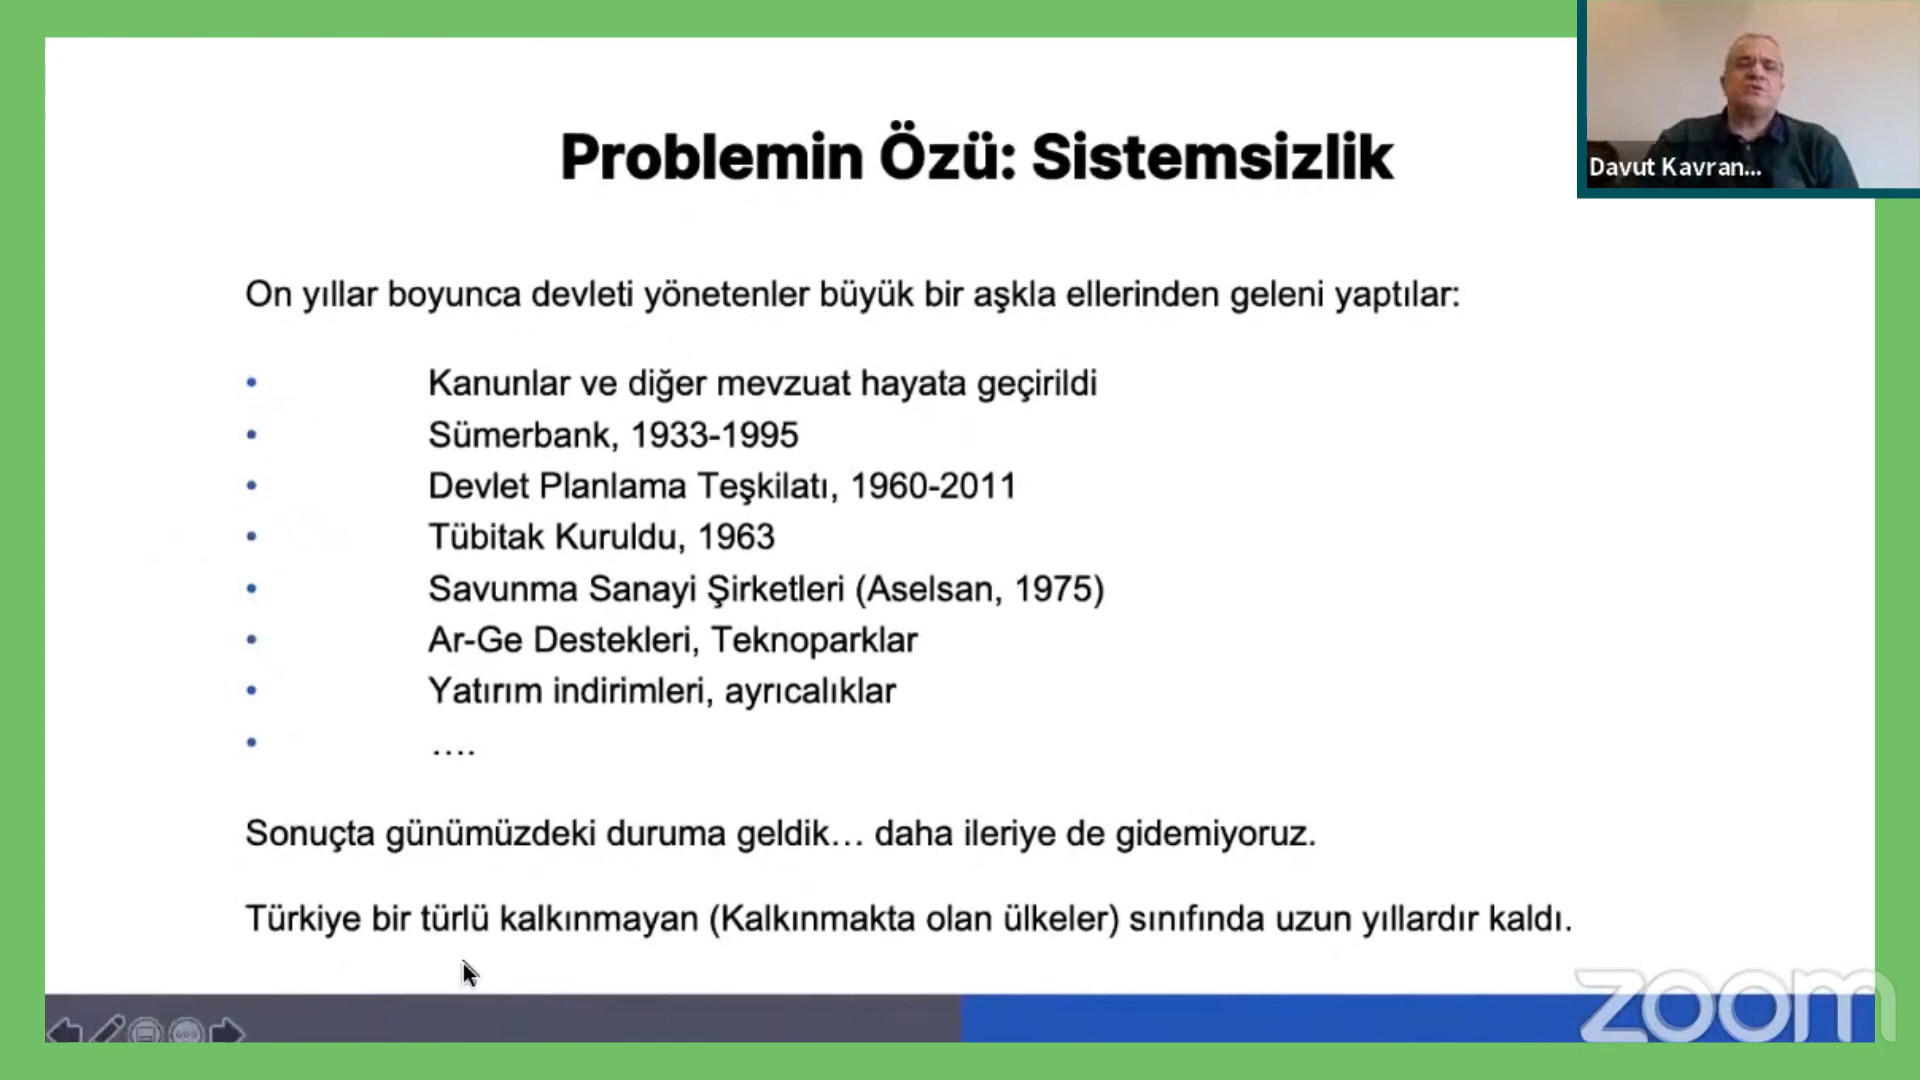 Problemin Özü: Sistemsizlik
Davut Kavran...
On yıllar boyunca devleti yönetenler büyük bir aşkla ellerinden geleni yaptılar:
• Kanunlar ve diğer mevzuat hayata geçirildi
• Sümerbank, 1933-1995
• Devlet Planlama Teşkilatı, 1960-2011
• Tübitak Kuruldu, 1963
• Savunma Sanayi Şirketleri (Aselsan, 1975)
• Ar-Ge Destekleri, Teknoparklar
• Yatırım indirimleri, ayrıcalıklar
• ....
Sonuçta günümüzdeki duruma geldik... daha ileriye de gidemiyoruz.
Türkiye bir türlü kalkınmayan (Kalkınmakta olan ülkeler) sınıfında uzun yıllardır kaldı.
zoom